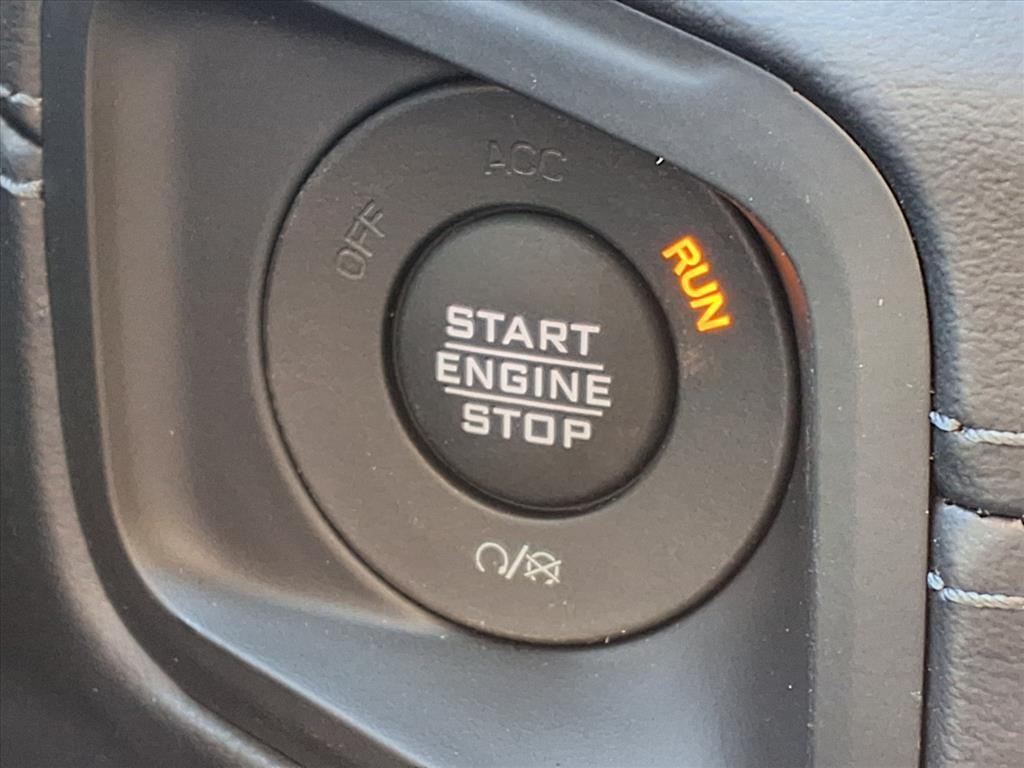 ACC
OFF
RUN
START
ENGINE
STOP